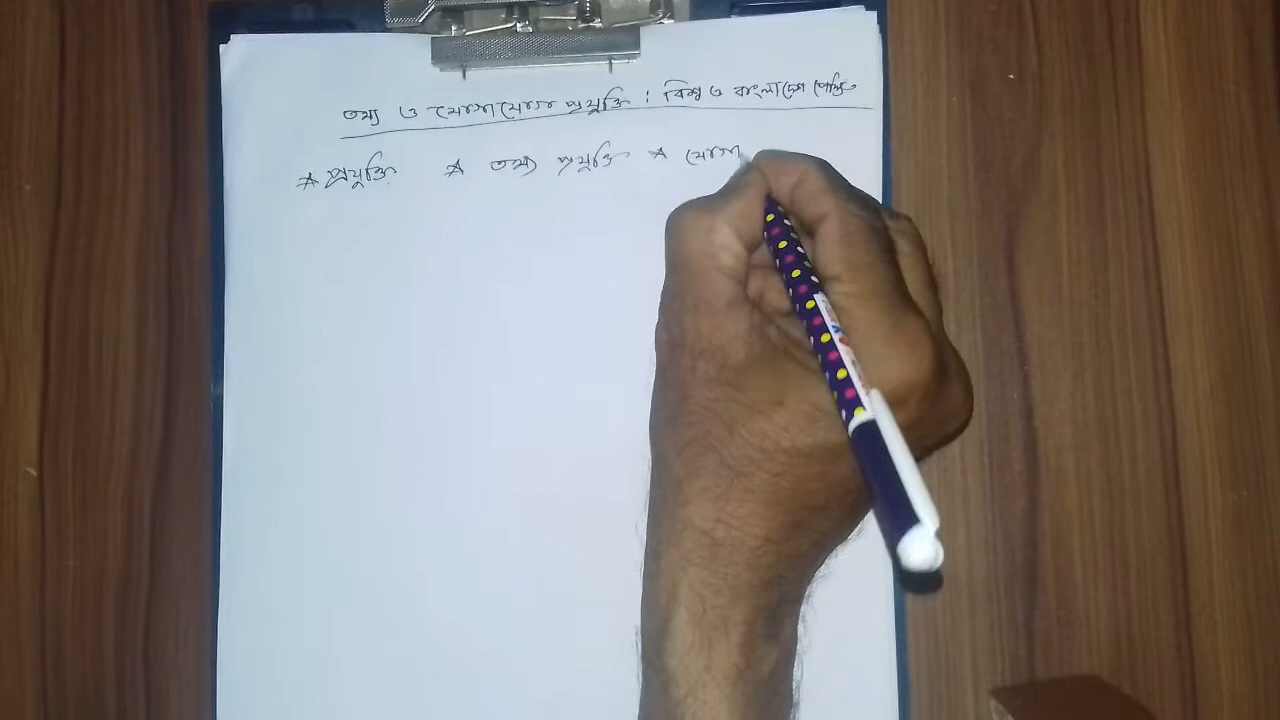 তথ্য ও যোগাযোগ প্রযুক্তি : বিশ্ব ও বাংলাদেশ
* প্রযুক্তি * তথ্য প্রযুক্তি * যোগা